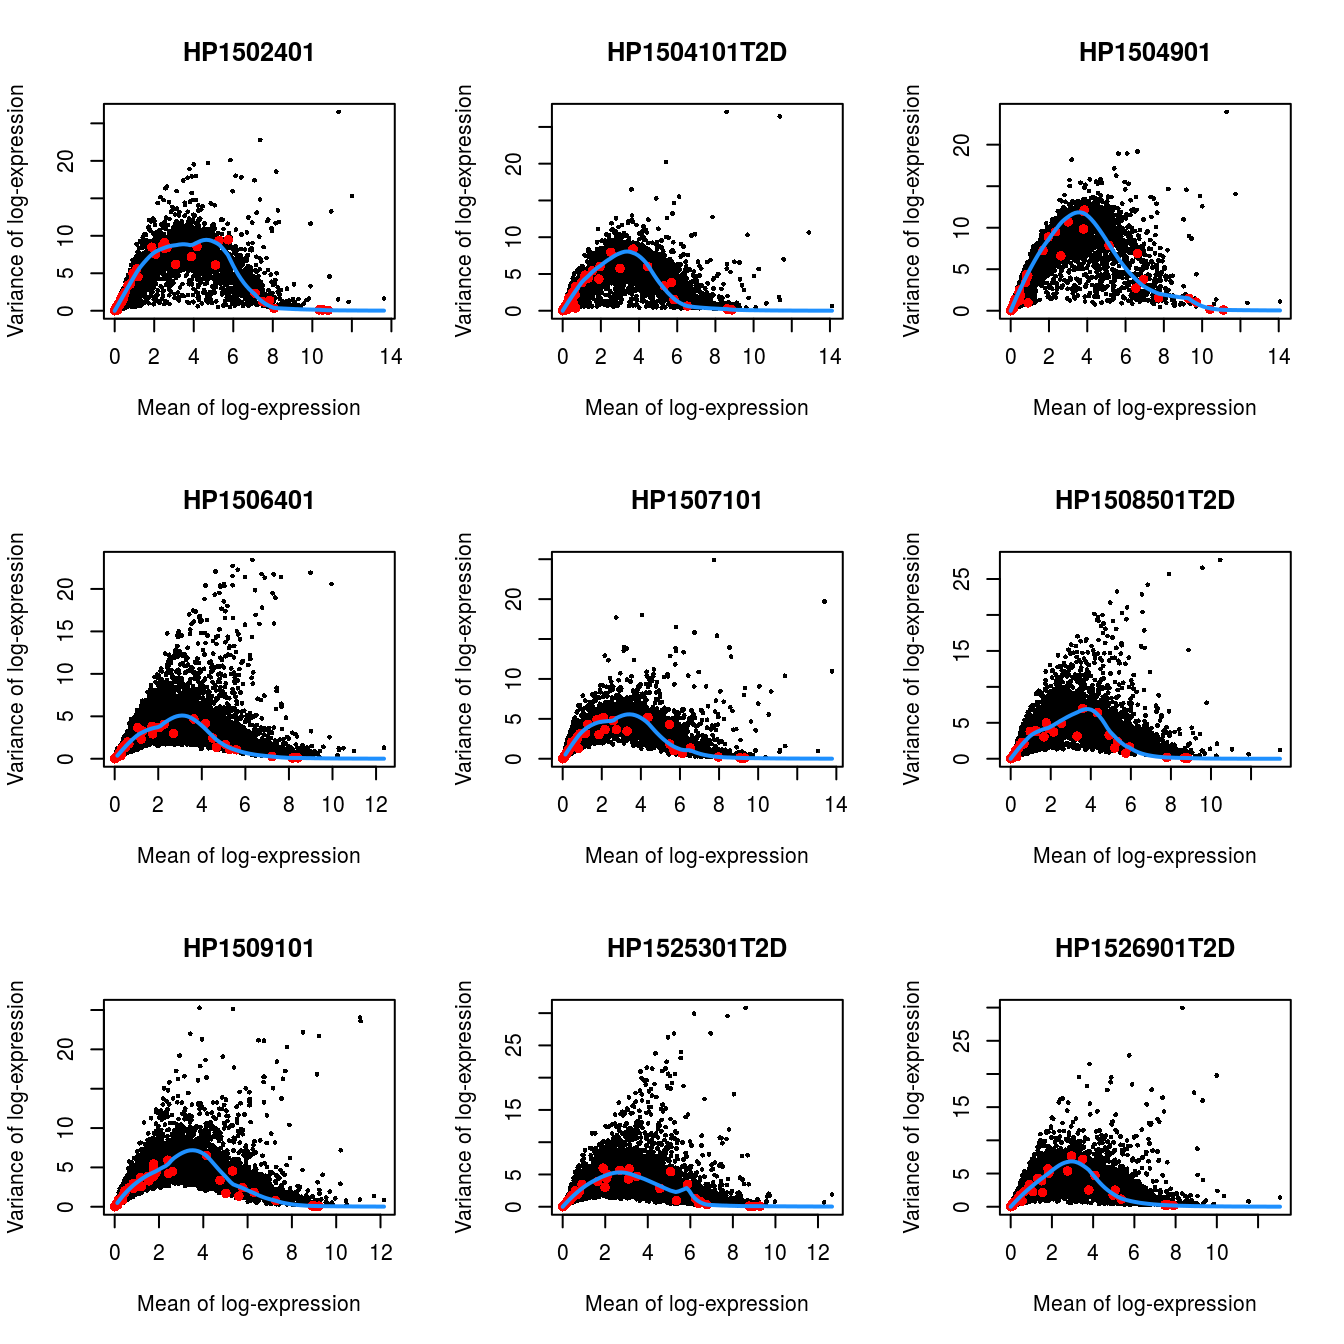 HP1502401
Variance of log-expression
0 5 10 20
0 2 4 6 8 10 14
Mean of log-expression
HP1504101T2D
Variance of log-expression
0 5 10 20
0 2 4 6 8 10 14
Mean of log-expression
HP1504901
Variance of log-expression
0 5 10 20
0 2 4 6 8 10 14
Mean of log-expression
HP1506401
Variance of log-expression
0 5 10 15 20
0 2 4 6 8 10 12
Mean of log-expression
HP1507101
Variance of log-expression
0 5 10 20
0 2 4 6 8 10 14
Mean of log-expression
HP1508501T2D
Variance of log-expression
0 5 15 25
0 2 4 6 8 10
Mean of log-expression
HP1509101
Variance of log-expression
0 5 10 20
0 2 4 6 8 10 12
Mean of log-expression
HP1525301T2D
Variance of log-expression
0 5 15 25
0 2 4 6 8 10 12
Mean of log-expression
HP1526901T2D
Variance of log-expression
0 5 15 25
0 2 4 6 8 10
Mean of log-expression